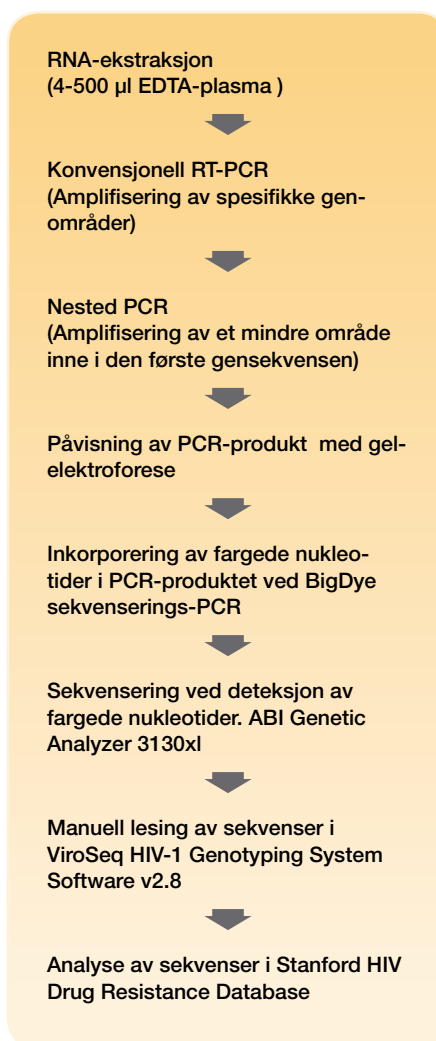 RNA-ekstraksjon
(4-500 µl EDTA-plasma )
Konvensjonell RT-PCR
(Amplifisering av spesifikke gen-
områder)
Nested PCR
(Amplifisering av et mindre område
inne i den første gensekvensen)
Påvisning av PCR-produkt  med gel-
elektroforese
Inkorporering av fargede nukleo-
tider i PCR-produktet ved BigDye
sekvenserings-PCR
Sekvensering ved deteksjon av
fargede nukleotider. ABI Genetic
Analyzer 3130xl
Manuell lesing av sekvenser i
ViroSeq HIV-1 Genotyping System
Software v2.8
Analyse av sekvenser i Stanford HIV
Drug Resistance Database